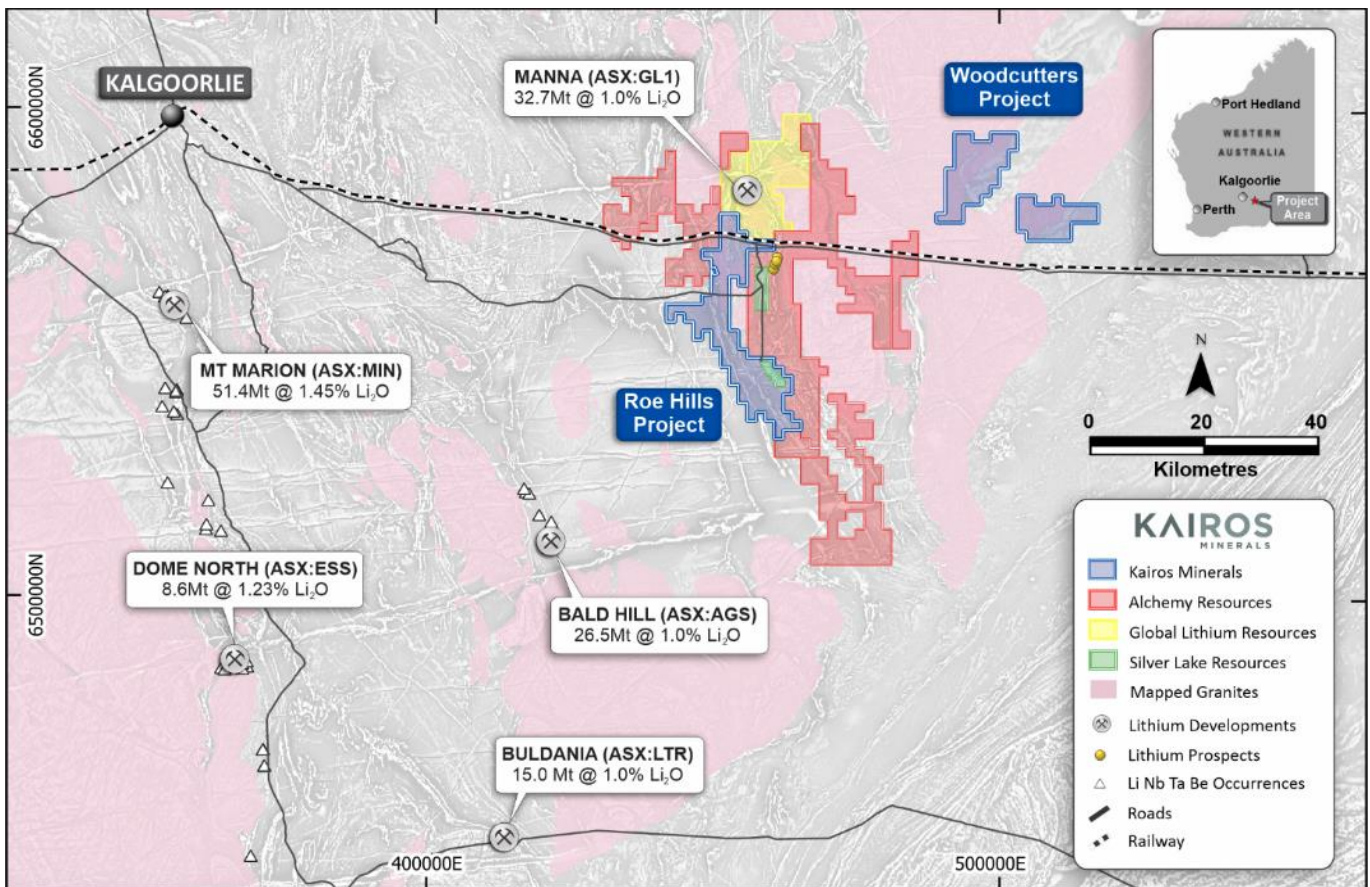 KALGOORLIE
MANNA (ASX:GL1)
32.7Mt @ 1.0% Li₂O
Woodcutters
Project
Port Hedland
WESTERN
AUSTRALIA
Kalgoorlie
Perth
Project
Area
6600000N
MT MARION (ASX:MIN)
51.4Mt @ 1.45% Li₂O
Roe Hills
Project
N
0 20 40
Kilometres
DOME NORTH (ASX:ESS)
8.6Mt @ 1.23% Li₂O
BALD HILL (ASX:AGS)
26.5Mt @ 1.0% Li₂O
6500000N
BULDANIA (ASX:LTR)
15.0 Mt @ 1.0% Li₂O
400000E
500000E
KAIROS
MINERALS
Kairos Minerals
Alchemy Resources
Global Lithium Resources
Silver Lake Resources
Mapped Granites
Lithium Developments
Lithium Prospects
Li Nb Ta Be Occurrences
Roads
Railway